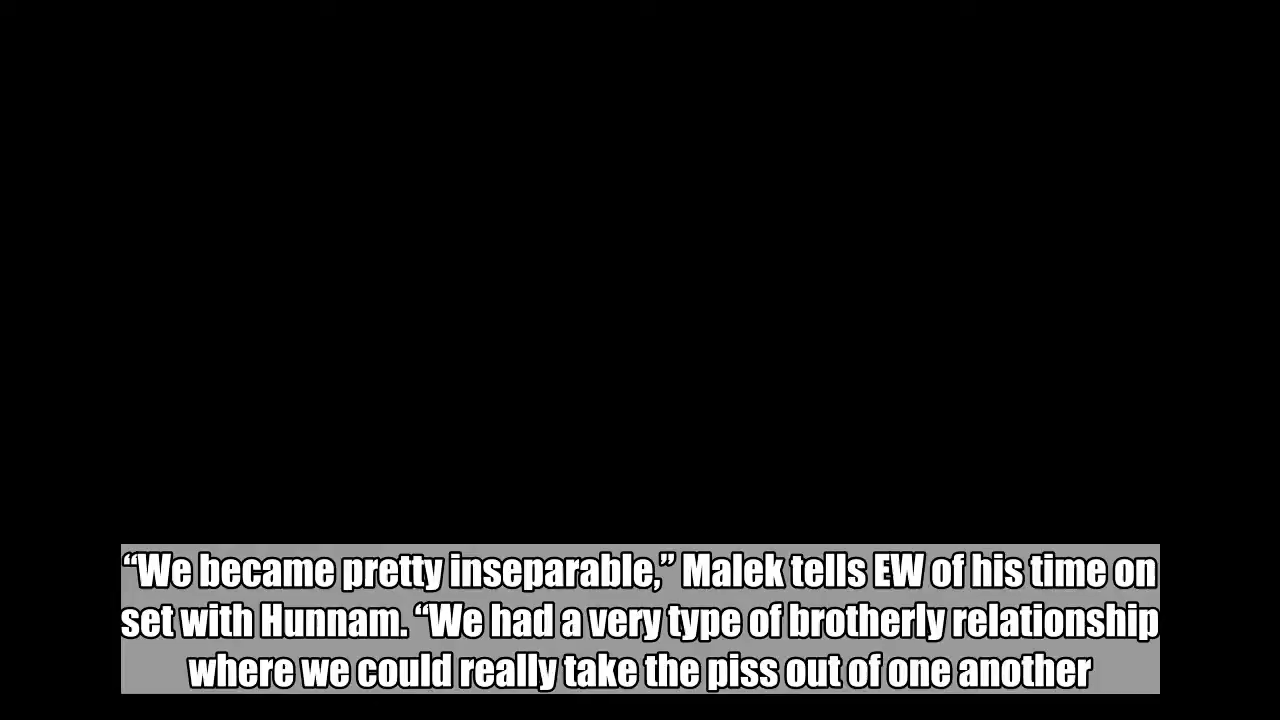 “We became pretty inseparable,” Malek tells EW of his time on
set with Hunnam. “We had a very type of brotherly relationship
where we could really take the piss out of one another